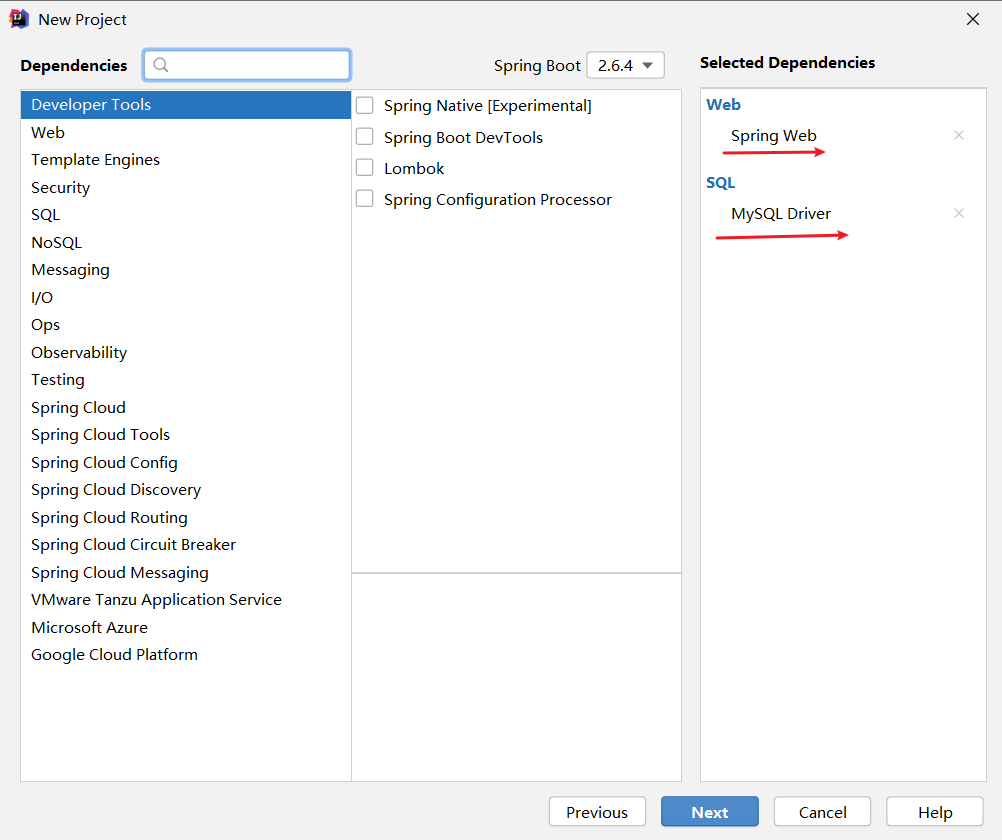 New Project
Dependencies
Spring Boot 2.6.4
Selected Dependencies
Developer Tools
Web
Template Engines
Security
SQL
NoSQL
Messaging
I/O
Ops
Observability
Testing
Spring Cloud
Spring Cloud Tools
Spring Cloud Config
Spring Cloud Discovery
Spring Cloud Routing
Spring Cloud Circuit Breaker
Spring Cloud Messaging
VMware Tanzu Application Service
Microsoft Azure
Google Cloud Platform
Spring Native [Experimental]
Spring Boot DevTools
Lombok
Spring Configuration Processor
Web
Spring Web
SQL
MySQL Driver
Previous
Next
Cancel
Help